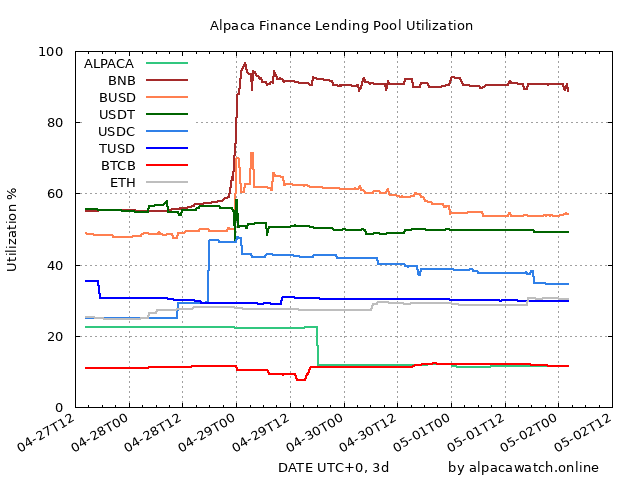 Alpaca Finance Lending Pool Utilization
100
80
60
40
20
0
Utilization %
ALPACA
BNB
BUSD
USDT
USDC
TUSD
BTCB
ETH
04-27T12
04-28T00
04-28T12
04-29T00
04-29T12
04-30T00
04-30T12
05-01T00
05-01T12
05-02T00
05-02T12
DATE UTC+0, 3d
by alpacawatch.online